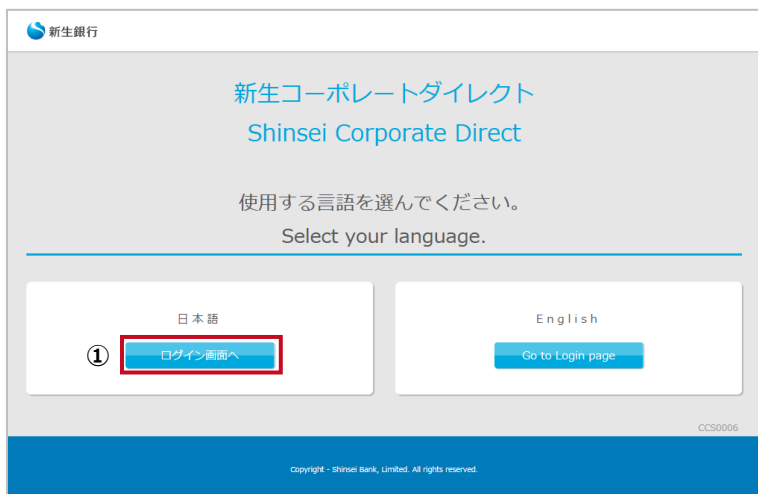 新生銀行
新生コーポレートダイレクト
Shinsei Corporate Direct
使用する言語を選んでください。
Select your language.
日本語
① ログイン画面へ
English
Go to Login page
CCS0006
Copyright - Shinsei Bank, Limited. All rights reserved.